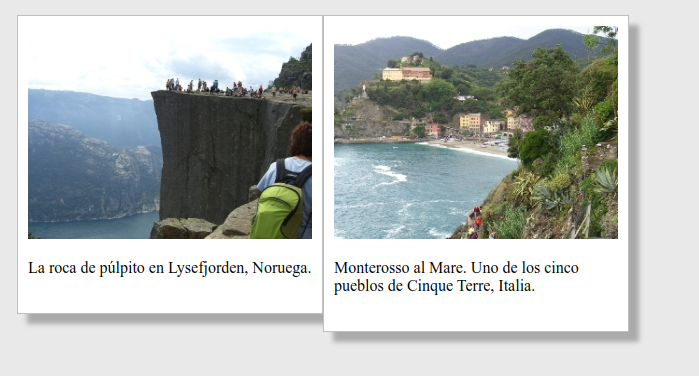 La roca de púlpito en Lysefjorden, Noruega.
Monterosso al Mare. Uno de los cinco
pueblos de Cinque Terre, Italia.